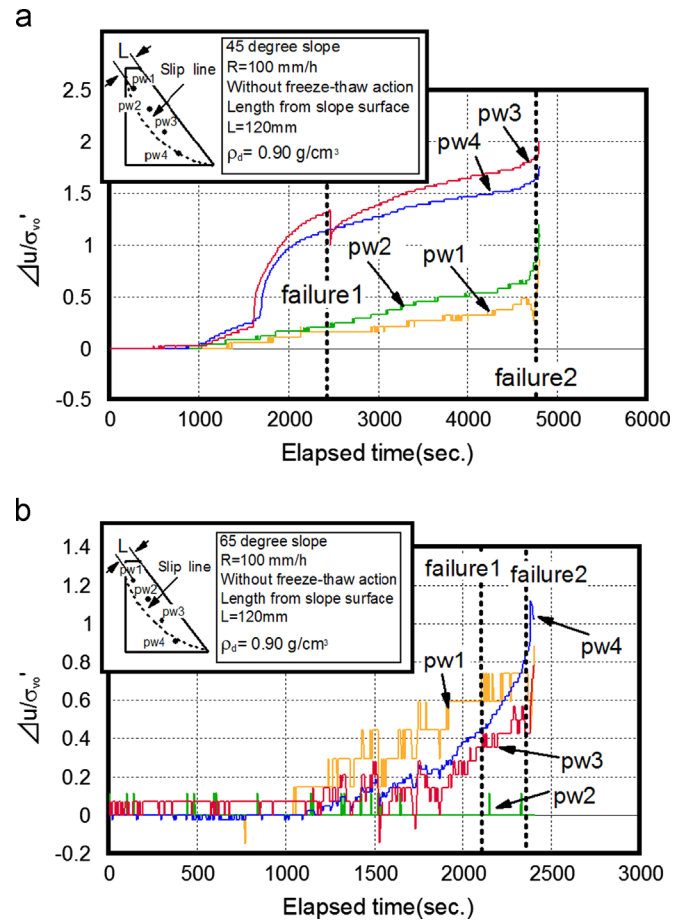 a
L
pw1
Slip line
pw2
pw3
pw4
45 degree slope
R=100 mm/h
Without freeze-thaw action
Length from slope surface
L=120mm
ρd= 0.90 g/cm³
2.5
2
1.5
1
0.5
0
-0.5
Δu/σvo'
pw3
pw4
pw2
pw1
failure1
failure2
0
1000
2000
3000
4000
5000
6000
Elapsed time(sec.)
b
L
pw1
Slip line
pw2
pw3
pw4
65 degree slope
R=100 mm/h
Without freeze-thaw action
Length from slope surface
L=120mm
ρd= 0.90 g/cm³
1.4
1.2
1
0.8
0.6
0.4
0.2
0
-0.2
Δu/σvo'
failure1
failure2
pw1
pw4
pw3
pw2
0
500
1000
1500
2000
2500
3000
Elapsed time(sec.)